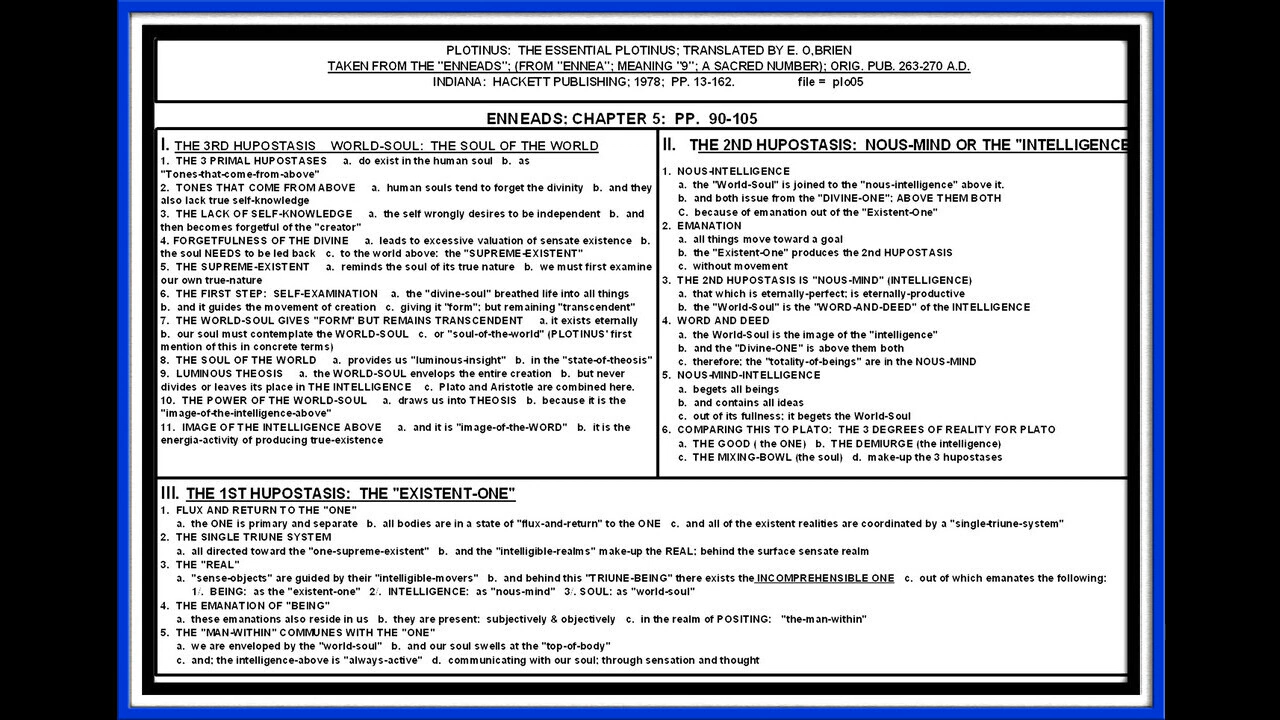 PLOTINUS: THE ESSENTIAL PLOTINUS; TRANSLATED BY E. O,BRIEN
TAKEN FROM THE "ENNEADS"; (FROM "ENNEA"; MEANING "9"; A SACRED NUMBER); ORIG. PUB. 263-270 A.D.
INDIANA: HACKETT PUBLISHING; 1978; PP. 13-162. file = plo05
ENNEADS; CHAPTER 5; PP. 90-105
I. THE 3RD HUPOSTASIS WORLD-SOUL: THE SOUL OF THE WORLD
1. THE 3 PRIMAL HUPOSTASES a. do exist in the human soul b. as
"Tones-that-come-from-above"
2. TONES THAT COME FROM ABOVE a. human souls tend to forget the divinity b. and they
also lack true self-knowledge
3. THE LACK OF SELF-KNOWLEDGE a. the self wrongly desires to be independent b. and
then becomes forgetful of the "creator"
4. FORGETFULNESS OF THE DIVINE a. leads to excessive valuation of sensate existence b.
the soul NEEDS to be led back c. to the world above: the "SUPREME-EXISTENT"
5. THE SUPREME-EXISTENT a. reminds the soul of its true nature b. we must first examine
our own true-nature
6. THE FIRST STEP: SELF-EXAMINATION a. the "divine-soul" breathed life into all things
b. and it guides the movement of creation c. giving it "form"; but remaining "transcendent"
7. THE WORLD-SOUL GIVES "FORM" BUT REMAINS TRANSCENDENT a. it exists eternally
b. our soul must contemplate the WORLD-SOUL c. or "soul-of-the-world" (PLOTINUS' first
mention of this in concrete terms)
8. THE SOUL OF THE WORLD a. provides us "luminous-insight" b. in the "state-of-theosis"
9. LUMINOUS THEOSIS a. the WORLD-SOUL envelops the entire creation b. but never
divides or leaves its place in THE INTELLIGENCE c. Plato and Aristotle are combined here.
10. THE POWER OF THE WORLD-SOUL a. draws us into THEOSIS b. because it is the
"image-of-the-intelligence-above"
11. IMAGE OF THE INTELLIGENCE ABOVE a. and it is "image-of-the-WORD" b. it is the
energia-activity of producing true-existence
II. THE 2ND HUPOSTASIS: NOUS-MIND OR THE "INTELLIGENCE
1. NOUS-INTELLIGENCE
a. the "World-Soul" is joined to the "nous-intelligence" above it.
b. and both issue from the "DIVINE-ONE"; ABOVE THEM BOTH
C. because of emanation out of the "Existent-One"
2. EMANATION
a. all things move toward a goal
b. the "Existent-One" produces the 2nd HUPOSTASIS
c. without movement
3. THE 2ND HUPOSTASIS IS "NOUS-MIND" (INTELLIGENCE)
a. that which is eternally-perfect; is eternally-productive
b. the "World-Soul" is the "WORD-AND-DEED" of the INTELLIGENCE
4. WORD AND DEED
a. the World-Soul is the image of the "intelligence"
b. and the "Divine-ONE" is above them both
c. therefore; the "totality-of-beings" are in the NOUS-MIND
5. NOUS-MIND-INTELLIGENCE
a. begets all beings
b. and contains all ideas
c. out of its fullness; it begets the World-Soul
6. COMPARING THIS TO PLATO: THE 3 DEGREES OF REALITY FOR PLATO
a. THE GOOD ( the ONE) b. THE DEMIURGE (the intelligence)
c. THE MIXING-BOWL (the soul) d. make-up the 3 hupostases
III. THE 1ST HUPOSTASIS: THE "EXISTENT-ONE"
1. FLUX AND RETURN TO THE "ONE"
a. the ONE is primary and separate b. all bodies are in a state of "flux-and-return" to the ONE c. and all of the existent realities are coordinated by a "single-triune-system"
2. THE SINGLE TRIUNE SYSTEM
a. all directed toward the "one-supreme-existent" b. and the "intelligible-realms" make-up the REAL; behind the surface sensate realm
3. THE "REAL"
a. "sense-objects" are guided by their "intelligible-movers" b. and behind this "TRIUNE-BEING" there exists the INCOMPREHENSIBLE ONE c. out of which emanates the following:
1/. BEING: as the "existent-one" 2/. INTELLIGENCE: as "nous-mind" 3/. SOUL: as "world-soul"
4. THE EMANATION OF "BEING"
a. these emanations also reside in us b. they are present: subjectively & objectively c. in the realm of POSITING: "the-man-within"
5. THE "MAN-WITHIN" COMMUNES WITH THE "ONE"
a. we are enveloped by the "world-soul" b. and our soul swells at the "top-of-body"
c. and; the intelligence-above is "always-active" d. communicating with our soul; through sensation and thought